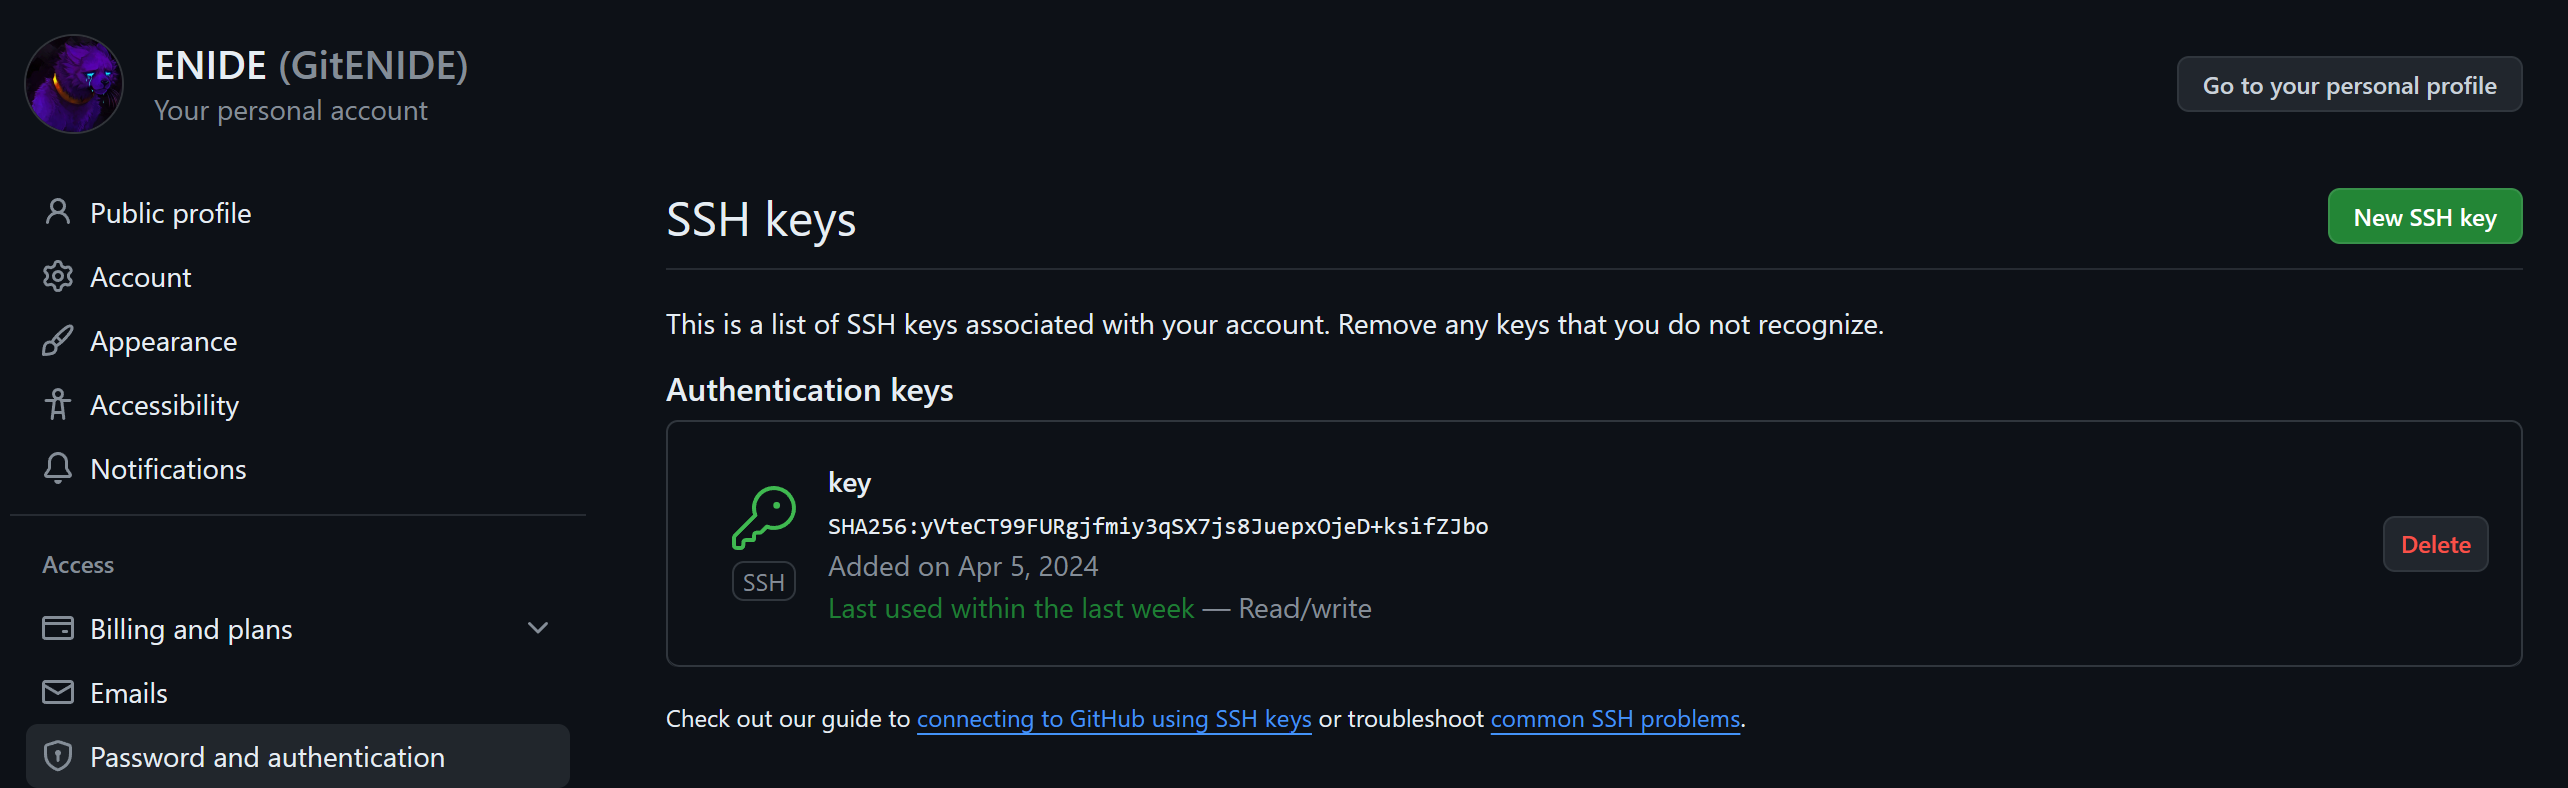 ENIDE (GitENIDE)
Your personal account
Go to your personal profile
Public profile
Account
Appearance
Accessibility
Notifications
Access
Billing and plans
Emails
Password and authentication
SSH keys
New SSH key
This is a list of SSH keys associated with your account. Remove any keys that you do not recognize.
Authentication keys
key
SHA256:yVteCT99FURgjfmiy3qSX7js8JuepxOjeD+ksifZJbo
Added on Apr 5, 2024
Last used within the last week — Read/write
SSH
Delete
Check out our guide to connecting to GitHub using SSH keys or troubleshoot common SSH problems.